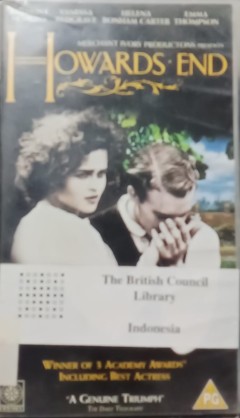 VANESSA HELENA EMMA
REDGRAVE BONHAM CARTER THOMPSON
MERCHANT IVORY PRODUCTIONS PRESENTS
HOWARDS END
The British Council
Library
Indonesia
WINNER OF 3 ACADEMY AWARDS
INCLUDING BEST ACTRESS
'A GENUINE TRIUMPH'
THE DAILY TELEGRAPH
PG